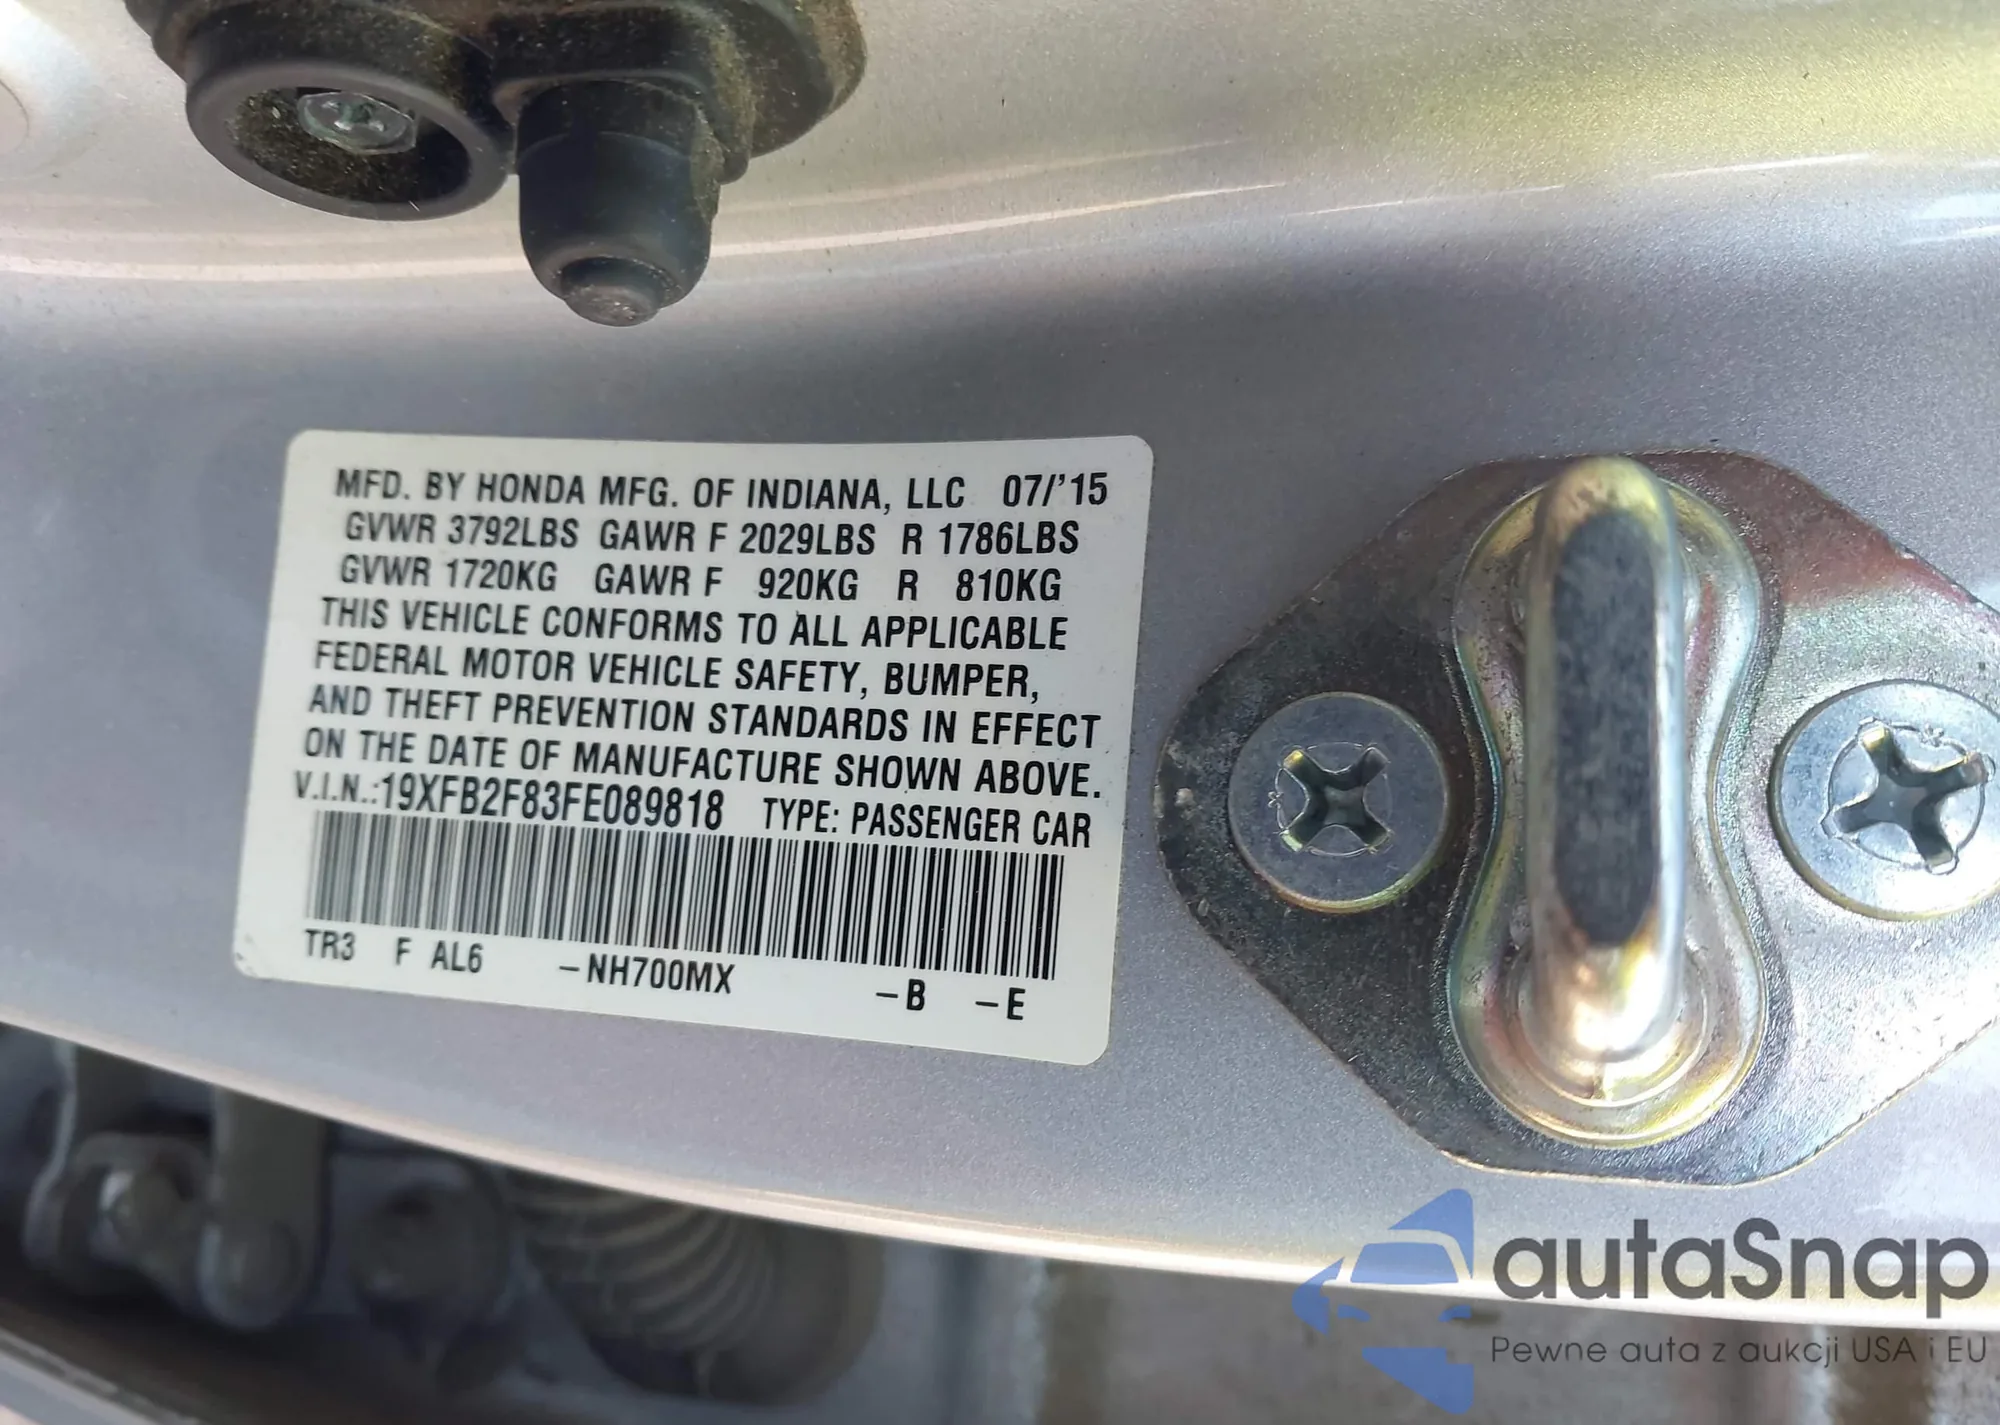 MFD. BY HONDA MFG. OF INDIANA, LLC 07/'15
GVWR 3792LBS GAWR F 2029LBS R 1786LBS
GVWR 1720KG GAWR F 920KG R 810KG
THIS VEHICLE CONFORMS TO ALL APPLICABLE
FEDERAL MOTOR VEHICLE SAFETY, BUMPER,
AND THEFT PREVENTION STANDARDS IN EFFECT
ON THE DATE OF MANUFACTURE SHOWN ABOVE.
V.I.N.:19XFB2F83FE089818 TYPE: PASSENGER CAR
TR3 F AL6 –NH700MX –B –E
autaSnap
Pewne auta z aukcji USA i EU